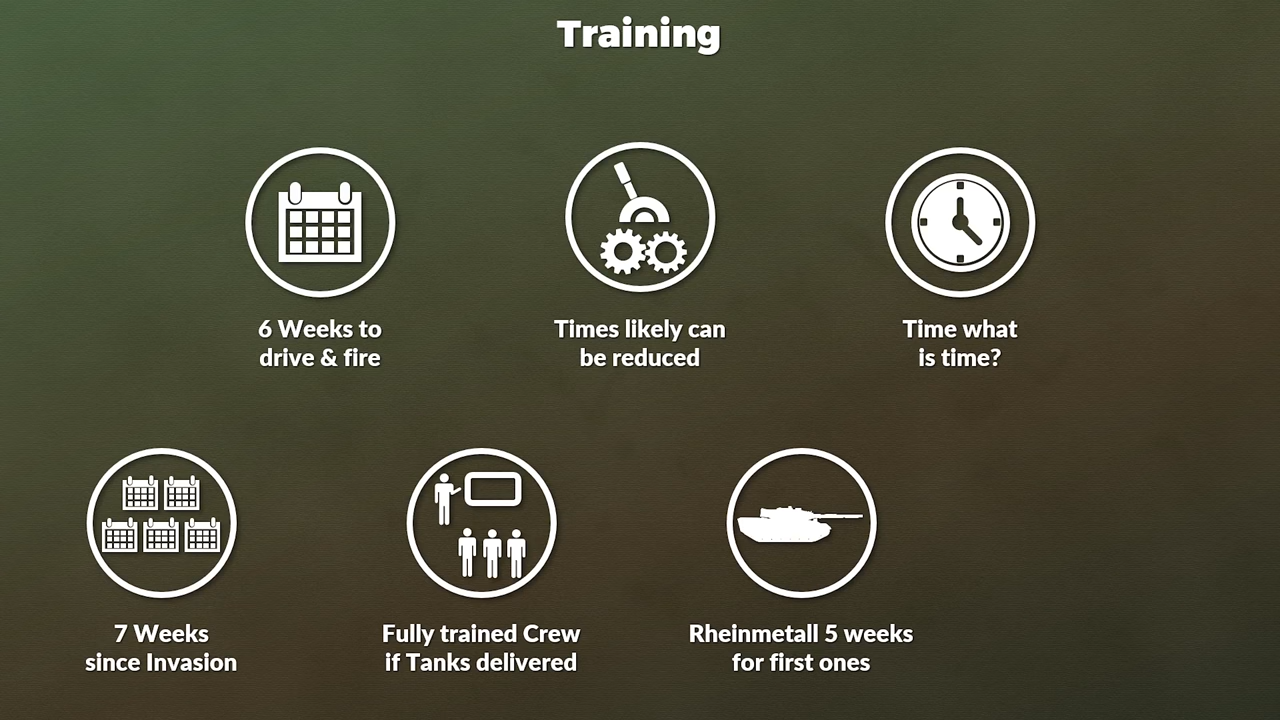 Training
6 Weeks to
drive & fire
Times likely can
be reduced
Time what
is time?
7 Weeks
since Invasion
Fully trained Crew
if Tanks delivered
Rheinmetall 5 weeks
for first ones